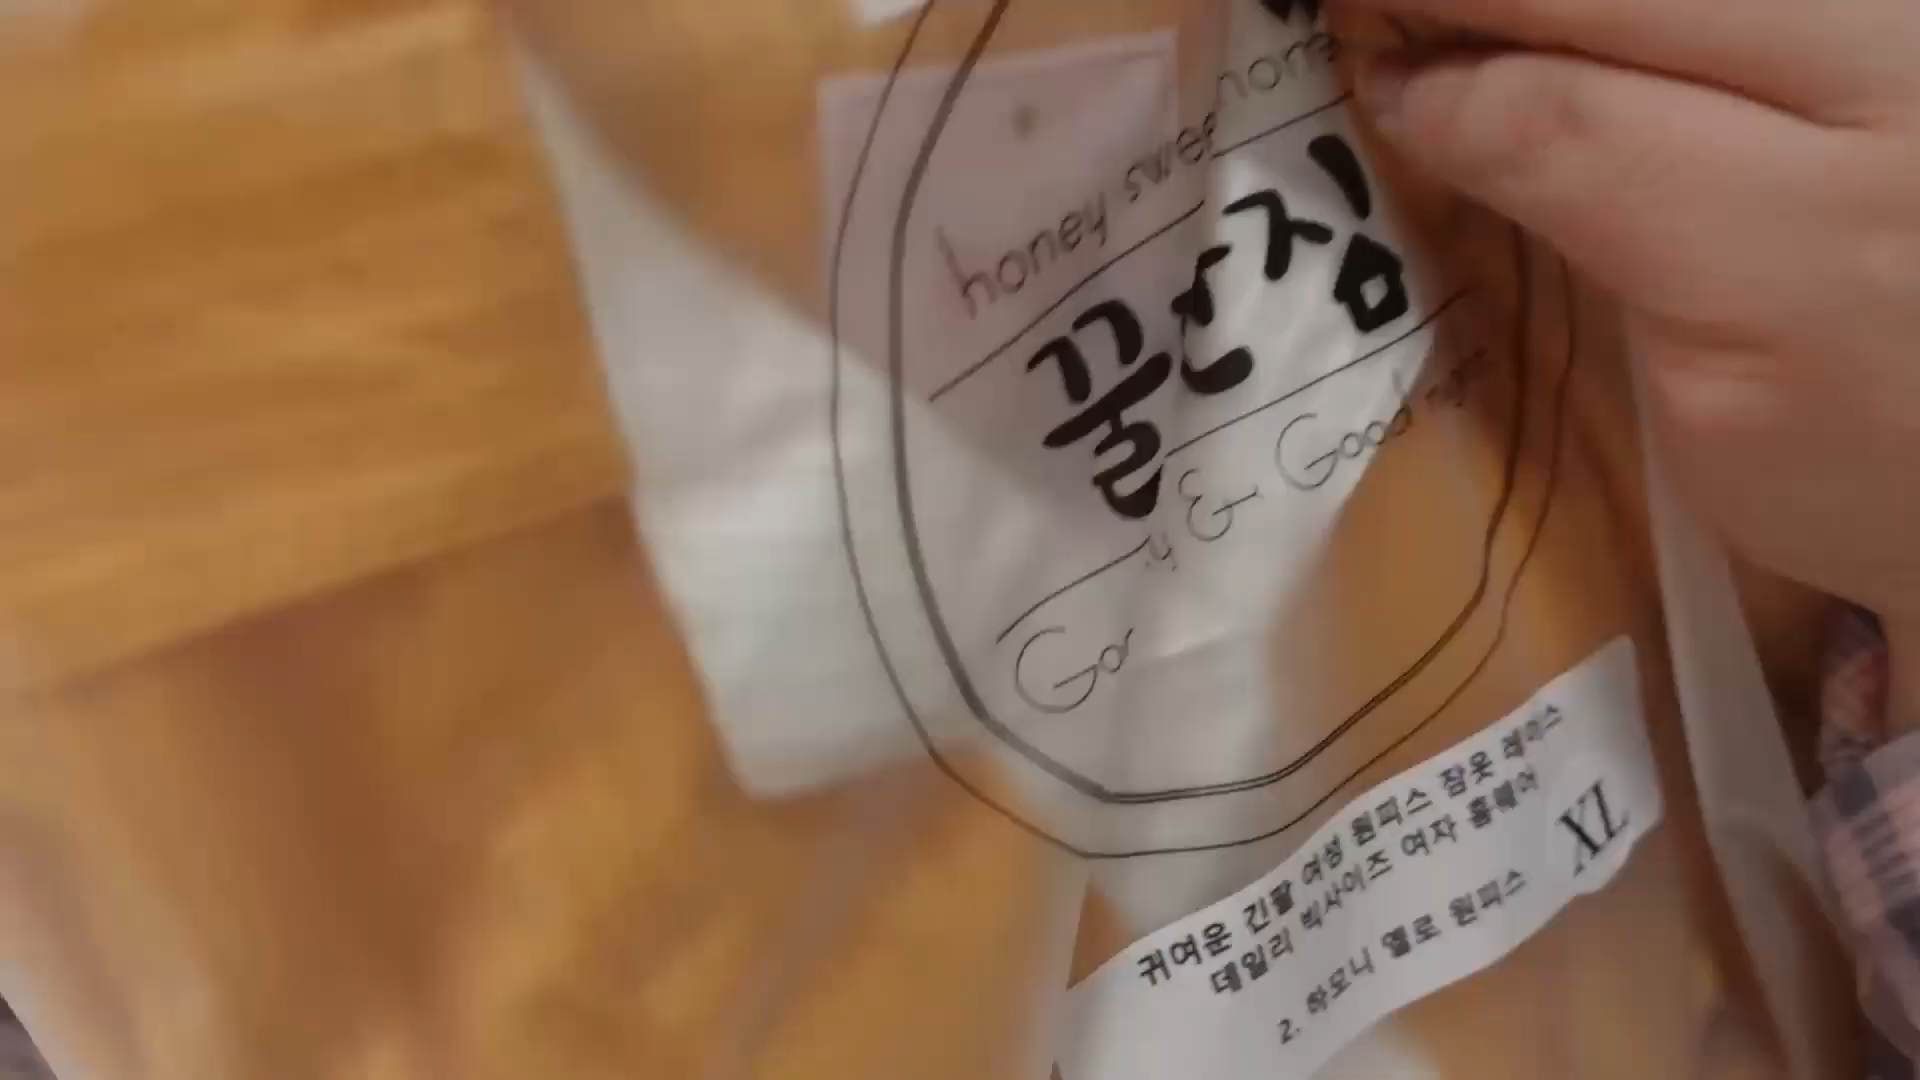 honey sweet home
꿀잠
Good
귀여운 긴팔 여성 원피스 잠옷 레이스
데일리 빅사이즈 여자 홈웨어
2. 하모니 옐로 원피스
XL